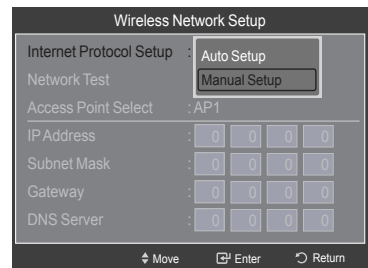 Wireless Network Setup
Internet Protocol Setup : Auto Setup
Manual Setup
Network Test
Access Point Select : AP1
IP Address : 0 0 0 0
Subnet Mask : 0 0 0 0
Gateway : 0 0 0 0
DNS Server : 0 0 0 0
Move Enter Return